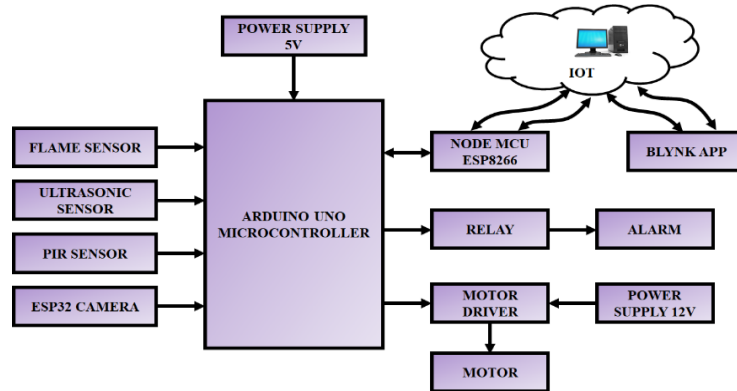 POWER SUPPLY
5V
IOT
FLAME SENSOR
NODE MCU
ESP8266
BLYNK APP
ULTRASONIC
SENSOR
ARDUINO UNO
MICROCONTROLLER
RELAY
ALARM
PIR SENSOR
ESP32 CAMERA
MOTOR
DRIVER
POWER
SUPPLY 12V
MOTOR